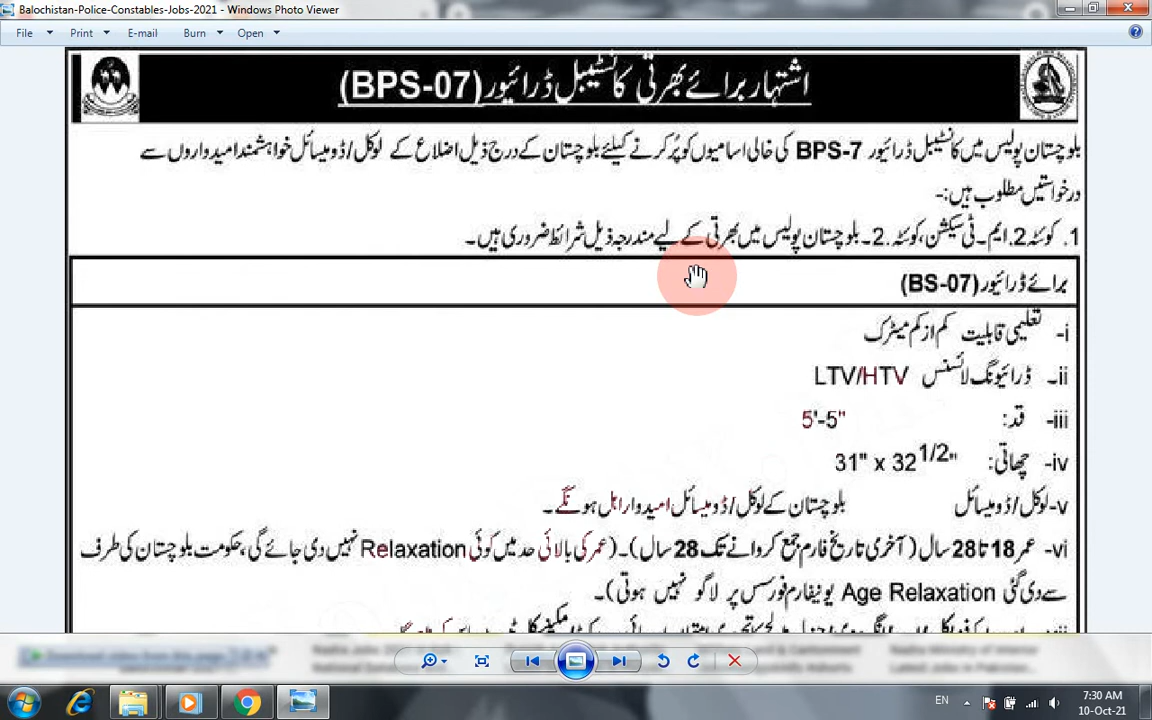 Balochistan-Police-Constables-Jobs-2021 - Windows Photo Viewer
File Print E-mail Burn Open
اشتہار برائے بھرتی کانسٹیبل ڈرائیور (BPS-07)
بلوچستان پولیس میں کانسٹیبل ڈرائیور BPS-7 کی خالی اسامیوں کو پُر کرنے کیلئے بلوچستان کے درج ذیل اضلاع کے لوکل/ڈومیسائل خواہشمند امیدواروں سے
درخواستیں مطلوب ہیں:-
1. کوئٹہ 2.ایم۔ٹی سیکشن، کوئٹہ .2۔ بلوچستان پولیس میں بھرتی کے لیے مندرجہ ذیل شرائط ضروری ہیں۔
برائے ڈرائیور (BS-07)
i- تعلیمی قابلیت کم از کم میٹرک
ii۔ ڈرائیونگ لائسنس LTV/HTV
iii- قد: 5'-5"
iv- چھاتی: 31" x 32 1/2"
v-لوکل/ڈومیسائل بلوچستان کے لوکل/ڈومیسائل امیدوار اہل ہونگے۔
vi- عمر 18 تا 28 سال (آخری تاریخ فارم جمع کروانے تک 28 سال)۔ (عمر کی بالائی حد میں کوئی Relaxation نہیں دی جائے گی، حکومت بلوچستان کی طرف
سے دی گئی Age Relaxation یونیفارم فورسس پر لاگو نہیں ہوتی)۔
EN
7:30 AM
10-Oct-21